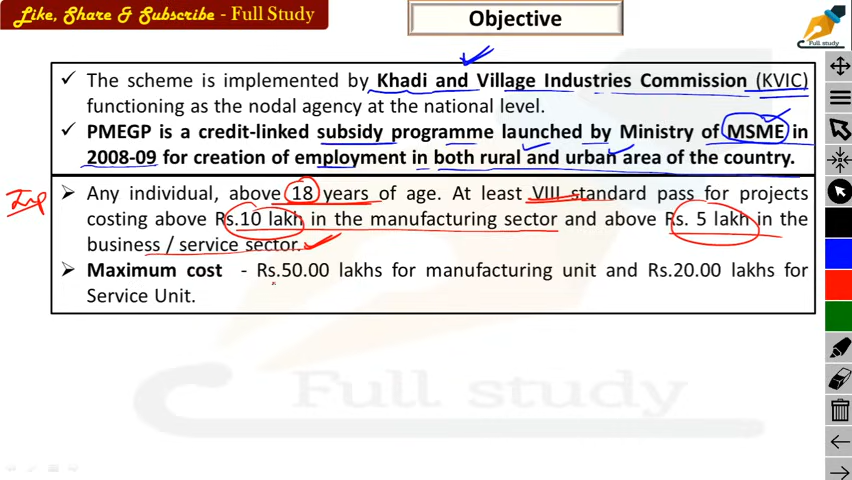 Like, Share & Subscribe - Full Study
Objective
Full study
✓ The scheme is implemented by Khadi and Village Industries Commission (KVIC)
functioning as the nodal agency at the national level.
✓ PMEGP is a credit-linked subsidy programme launched by Ministry of MSME in
2008-09 for creation of employment in both rural and urban area of the country.
Imp
➢ Any individual, above 18 years of age. At least VIII standard pass for projects
costing above Rs.10 lakh in the manufacturing sector and above Rs. 5 lakh in the
business / service sector.
➢ Maximum cost - Rs.50.00 lakhs for manufacturing unit and Rs.20.00 lakhs for
Service Unit.
Full study